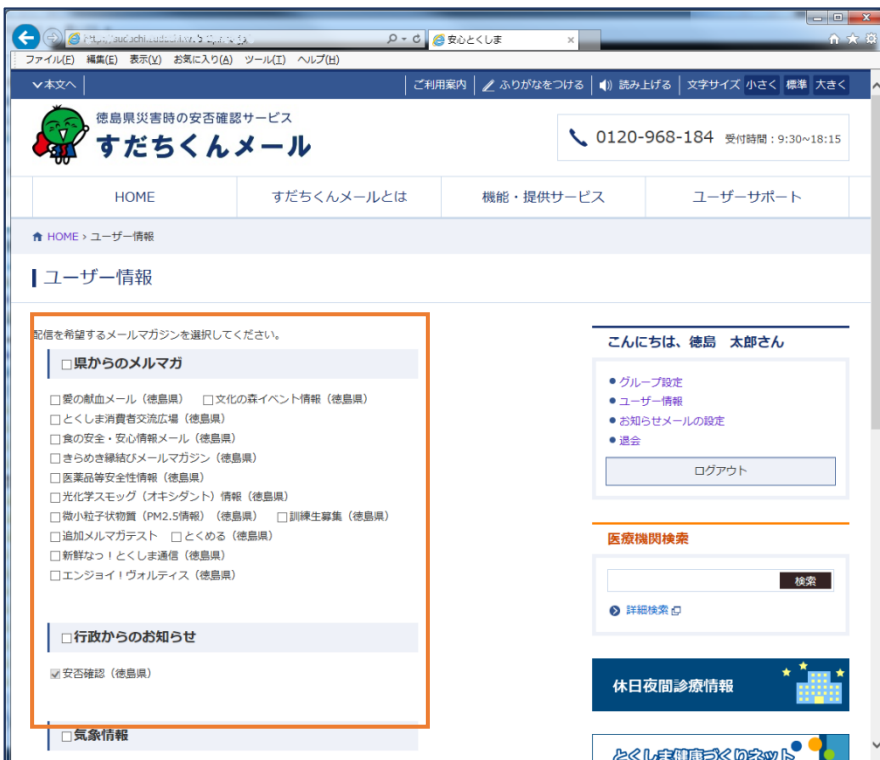 安心とくしま ×
ファイル(F) 編集(E) 表示(V) お気に入り(A) ツール(T) ヘルプ(H)
本文へ
ご利用案内 ふりがなをつける 読み上げる 文字サイズ 小さく 標準 大きく
徳島県災害時の安否確認サービス
すだちくんメール
0120-968-184 受付時間：9:30~18:15
HOME すだちくんメールとは 機能・提供サービス ユーザーサポート
HOME › ユーザー情報
ユーザー情報
配信を希望するメールマガジンを選択してください。
□県からのメルマガ
□愛の献血メール（徳島県） □文化の森イベント情報（徳島県）
□とくしま消費者交流広場（徳島県）
□食の安全・安心情報メール（徳島県）
□きらめき縁結びメールマガジン（徳島県）
□医薬品等安全性情報（徳島県）
□光化学スモッグ（オキシダント）情報（徳島県）
□微小粒子状物質（PM2.5情報）（徳島県） □訓練生募集（徳島県）
□追加メルマガテスト □とくめる（徳島県）
□新鮮なっ！とくしま通信（徳島県）
□エンジョイ！ヴォルティス（徳島県）
□行政からのお知らせ
☑安否確認（徳島県）
□気象情報
こんにちは、徳島 太郎さん
● グループ設定
● ユーザー情報
● お知らせメールの設定
● 退会
ログアウト
医療機関検索
検索
詳細検索
休日夜間診療情報
とくしま健康づくりネット